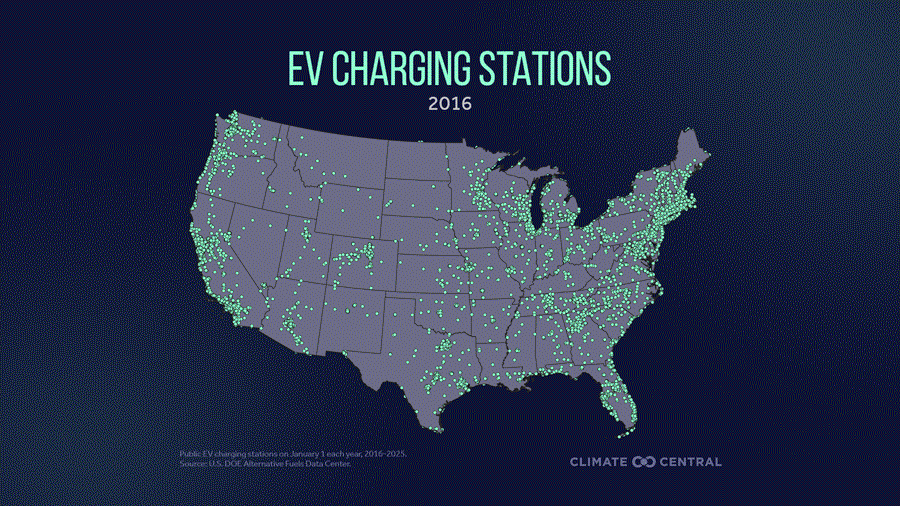 EV CHARGING STATIONS
2016
Public EV charging stations on January 1 each year, 2016-2025.
Source: U.S. DOE Alternative Fuels Data Center.
CLIMATE CENTRAL